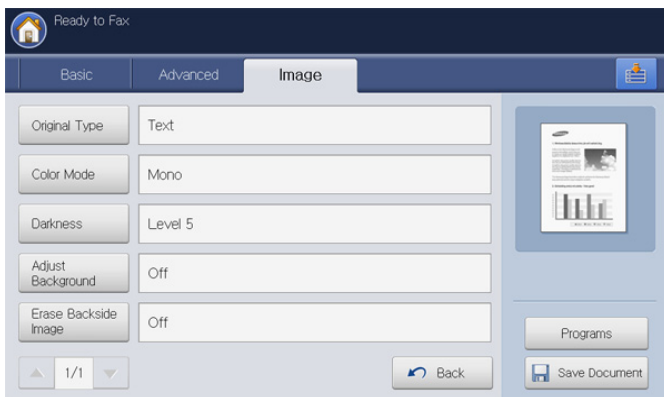 Ready to Fax
Basic
Advanced
Image
Original Type
Text
Color Mode
Mono
Darkness
Level 5
Adjust
Background
Off
Erase Backside
Image
Off
1/1
Back
Programs
Save Document